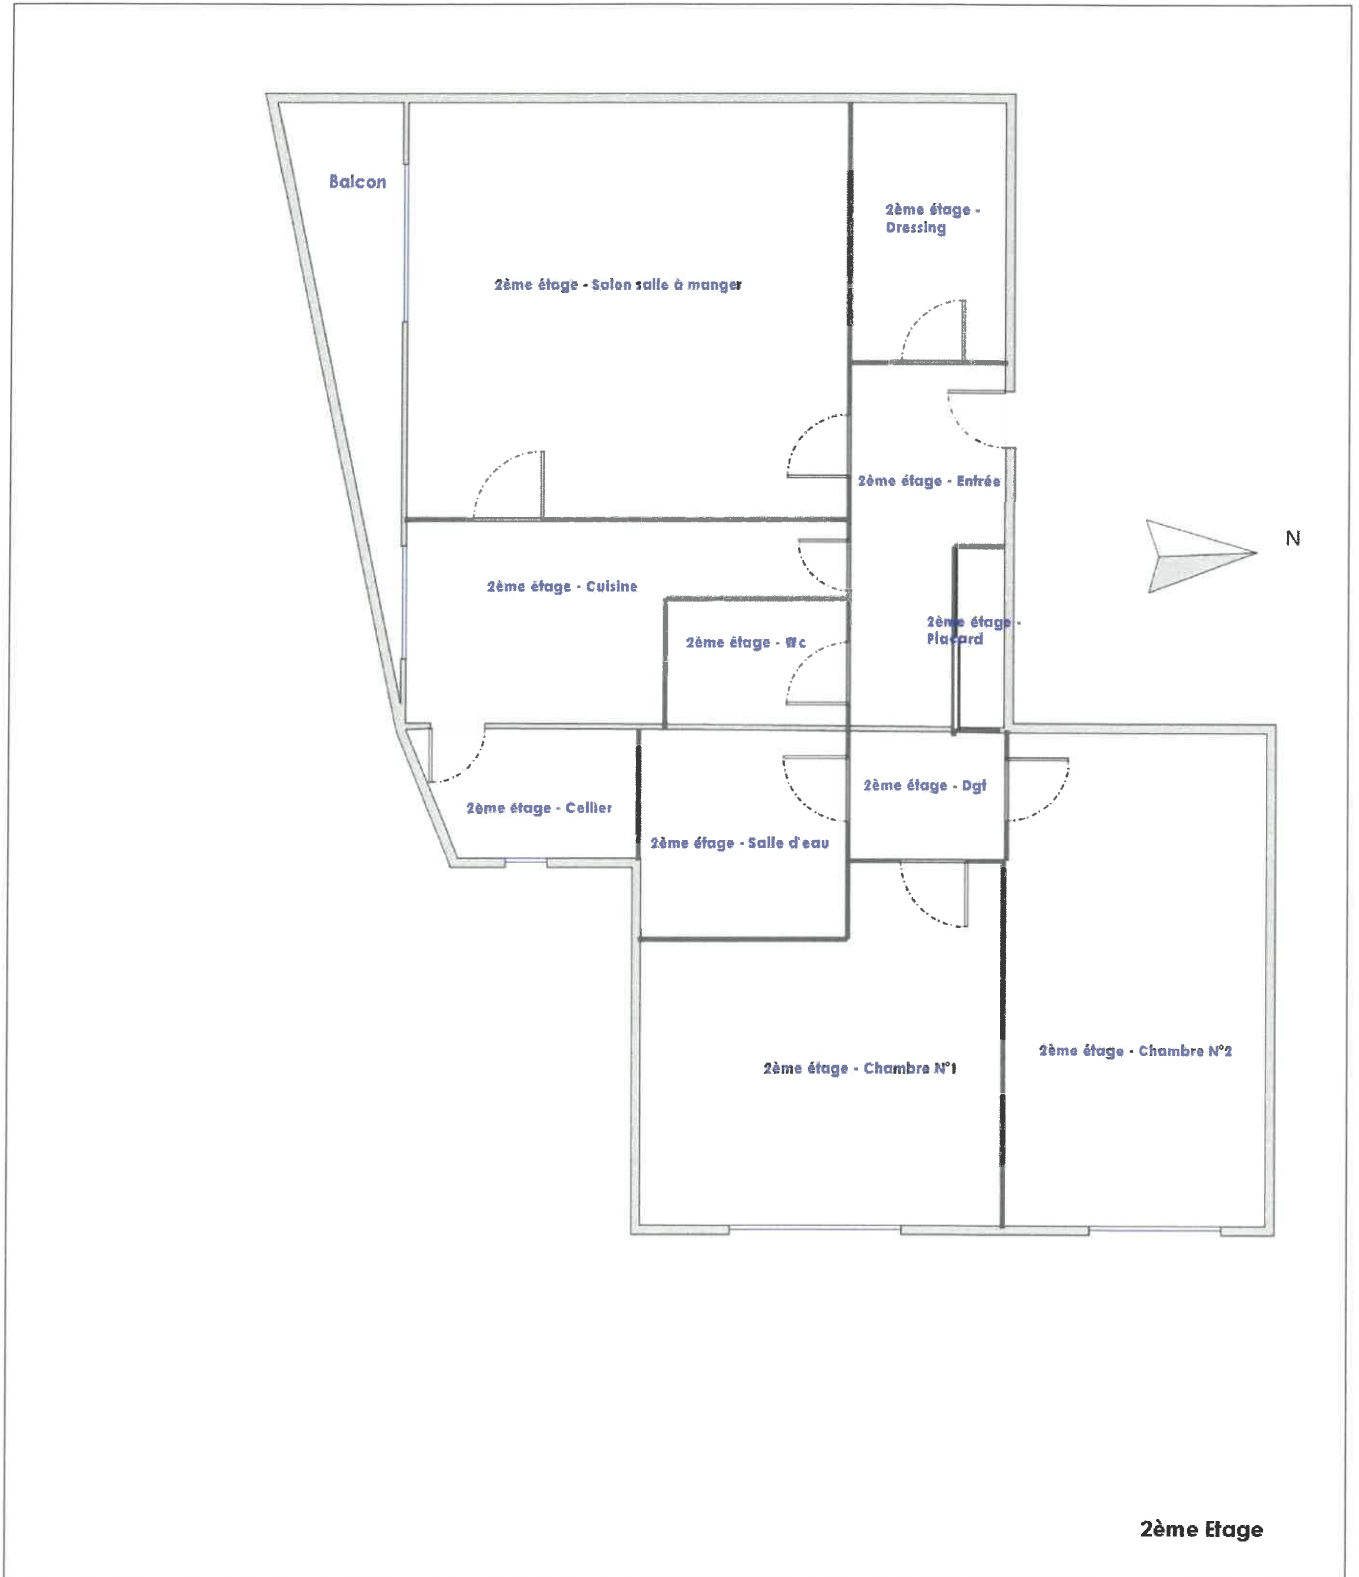 Balcon
2ème étage -
Dressing
2ème étage - Salon salle à manger
2ème étage - Entrée
N
2ème étage - Cuisine
2ème étage -
Placard
2ème étage - Wc
2ème étage - Dgt
2ème étage - Cellier
2ème étage - Salle d'eau
2ème étage - Chambre N°2
2ème étage - Chambre N°1
2ème Etage